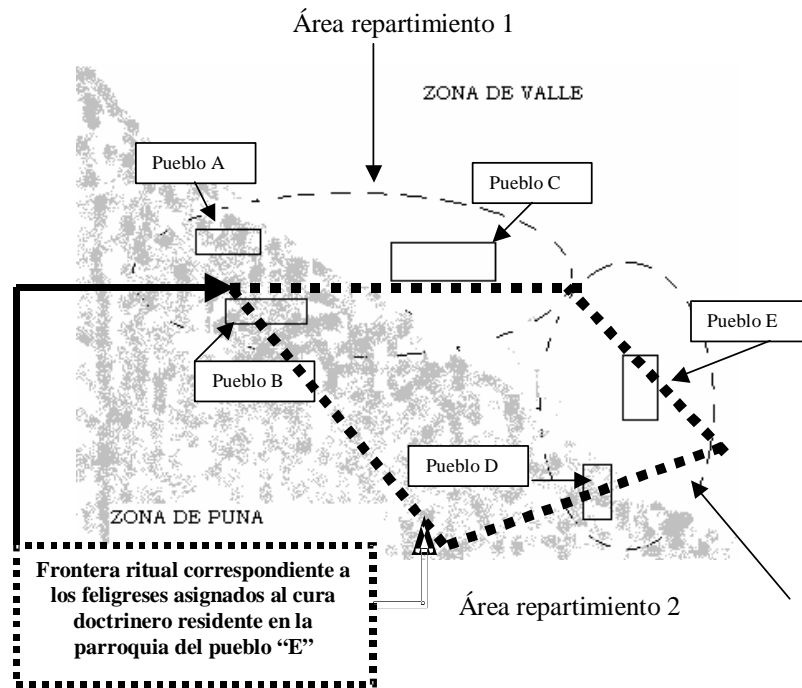 Área repartimiento 1
ZONA DE VALLE
Pueblo A
Pueblo C
Pueblo E
Pueblo B
Pueblo D
ZONA DE PUNA
Frontera ritual correspondiente a
los feligreses asignados al cura
doctrinero residente en la
parroquia del pueblo “E”
Área repartimiento 2